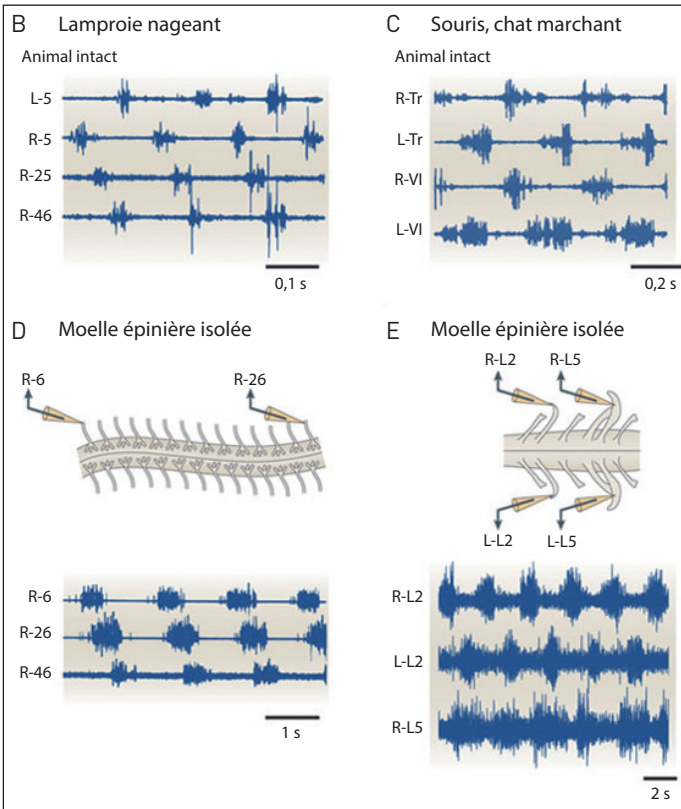 B Lamproie nageant
Animal intact
L-5
R-5
R-25
R-46
0,1 s
C Souris, chat marchant
Animal intact
R-Tr
L-Tr
R-VI
L-VI
0,2 s
D Moelle épinière isolée
R-6 R-26
R-6
R-26
R-46
1 s
E Moelle épinière isolée
R-L2 R-L5
L-L2 L-L5
R-L2
L-L2
R-L5
2 s